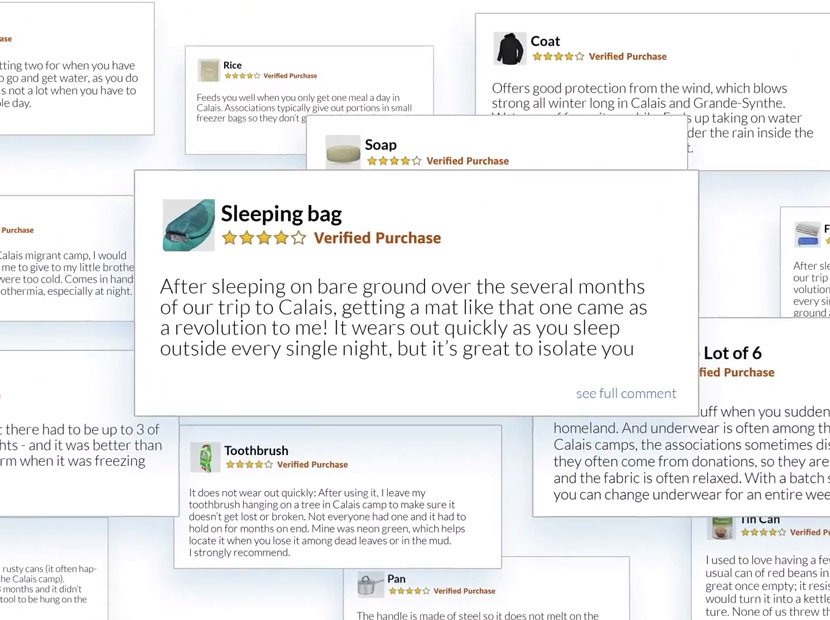 ase
tting two for when you have
o go and get water, as you do
s not a lot when you have to
le day.
Rice
Verified Purchase
Feeds you well when you only get one meal a day in
Calais. Associations typically give out portions in small
freezer bags so they don't g
Coat
Verified Purchase
Offers good protection from the wind, which blows
strong all winter long in Calais and Grande-Synthe.
s up taking on water
der the rain inside the
t.
Soap
Verified Purchase
Purchase
Calais migrant camp, I would
me to give to my little brothe
were too cold. Comes in hand
othermia, especially at night.
Sleeping bag
Verified Purchase
After sleeping on bare ground over the several months
of our trip to Calais, getting a mat like that one came as
a revolution to me! It wears out quickly as you sleep
outside every single night, but it’s great to isolate you
see full comment
F
After sle
our trip
volution
every si
ground a
Lot of 6
fied Purchase
uff when you sudden
homeland. And underwear is often among th
Calais camps, the associations sometimes dis
they often come from donations, so they are
and the fabric is often relaxed. With a batch s
you can change underwear for an entire wee
t there had to be up to 3 of
hts - and it was better than
rm when it was freezing
Toothbrush
Verified Purchase
It does not wear out quickly: After using it, I leave my
toothbrush hanging on a tree in Calais camp to make sure it
doesn’t get lost or broken. Not everyone had one and it had to
hold on for months on end. Mine was neon green, which helps
locate it when you lose it among dead leaves or in the mud.
I strongly recommend.
rusty cans (it often hap-
he Calais camp).
months and it didn’t
tool to be hung on the
Pan
Verified Purchase
The handle is made of steel so it does not melt on the
Tin Can
Verified P
I used to love having a fe
usual can of red beans in
great once empty; it resis
would turn it into a kettle
ture. None of us threw th